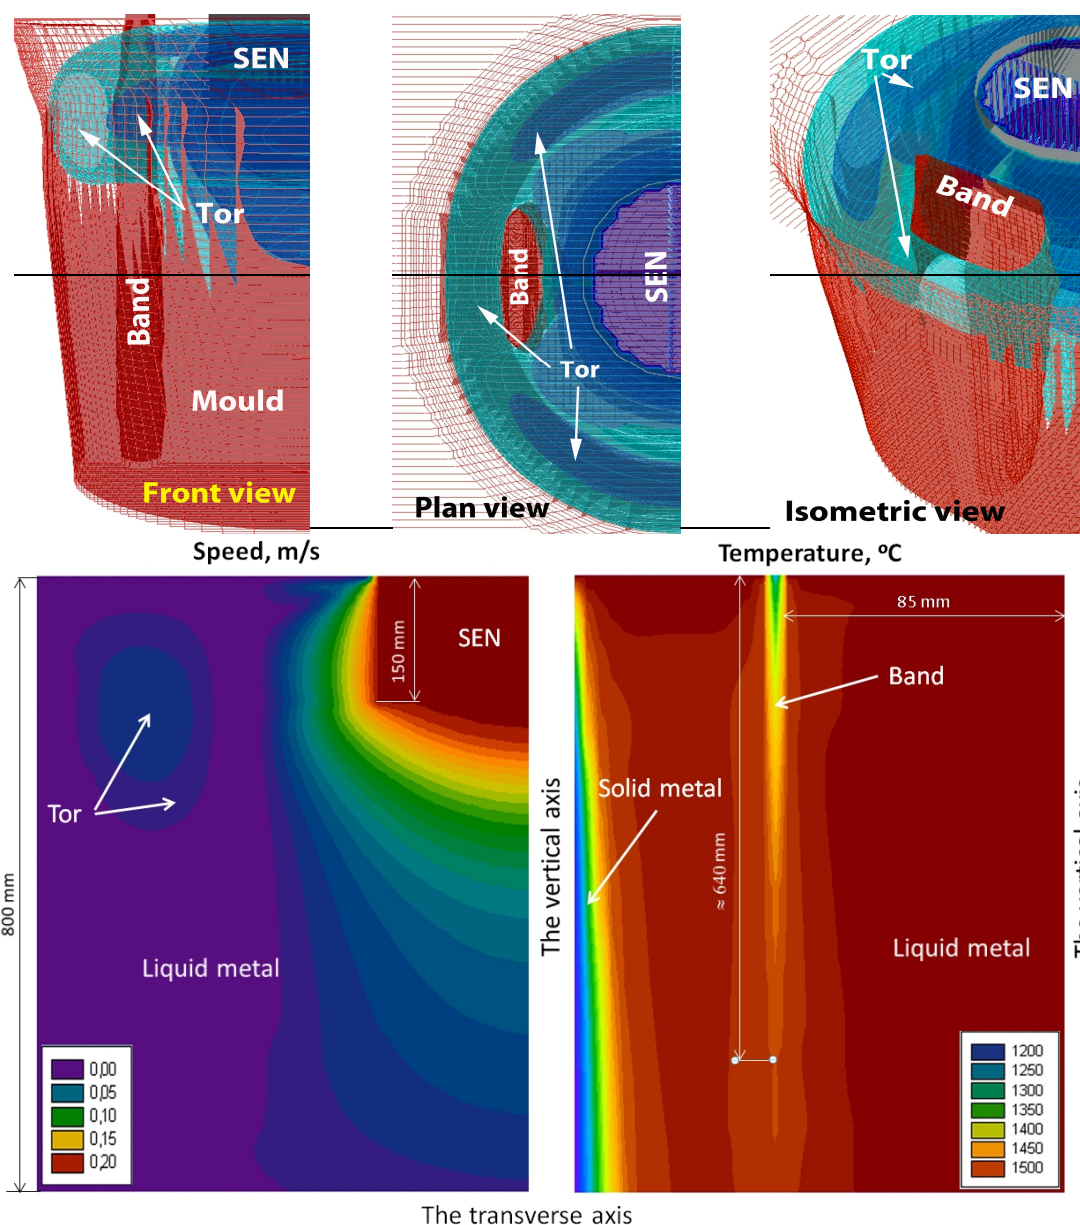 SEN
Tor
Band
Mould
Front view
Band
SEN
Tor
Plan view
Tor
SEN
Band
Isometric view
Speed, m/s
Temperature, ºC
150 mm
SEN
Tor
800 mm
Liquid metal
0,00
0,05
0,10
0,15
0,20
The vertical axis
85 mm
Band
Solid metal
≈ 640 mm
Liquid metal
1200
1250
1300
1350
1400
1450
1500
The transverse axis